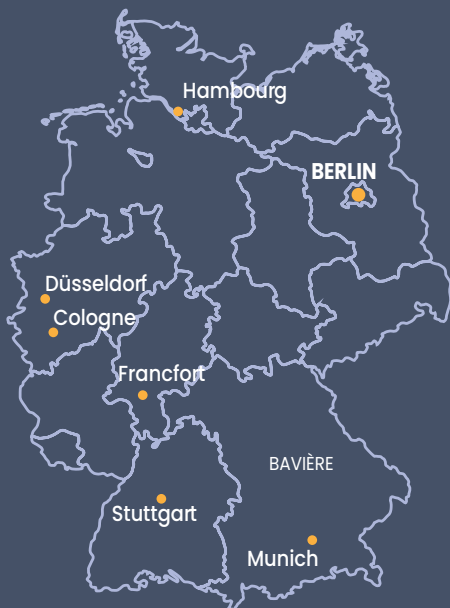 Hambourg
BERLIN
Düsseldorf
Cologne
Francfort
BAVIÈRE
Stuttgart
Munich